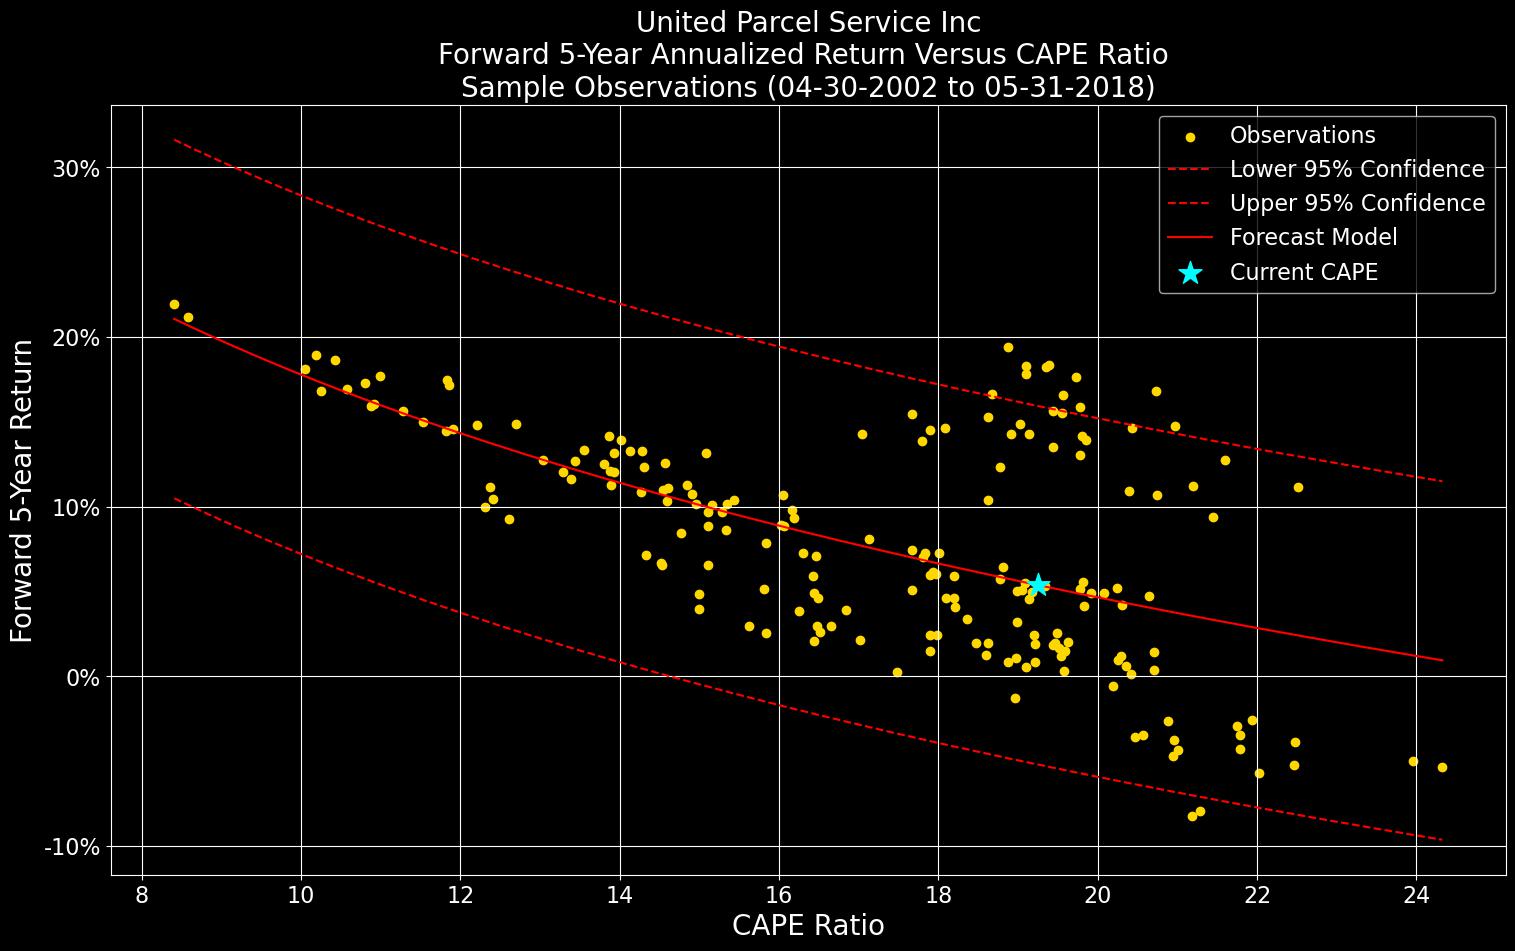 United Parcel Service Inc
Forward 5-Year Annualized Return Versus CAPE Ratio
Sample Observations (04-30-2002 to 05-31-2018)
Observations
Lower 95% Confidence
Upper 95% Confidence
Forecast Model
Current CAPE
Forward 5-Year Return
30%
20%
10%
0%
-10%
8 10 12 14 16 18 20 22 24
CAPE Ratio